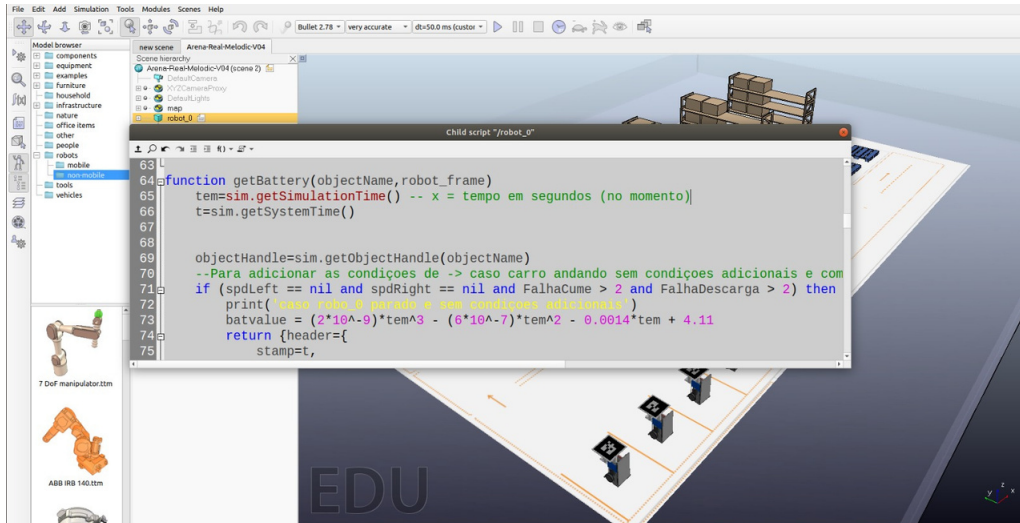 File Edit Add Simulation Tools Modules Scenes Help
Bullet 2.78 very accurate dt=50.0 ms (custor
Model browser
components
equipment
examples
furniture
household
infrastructure
nature
office items
other
people
robots
mobile
non-mobile
tools
vehicles
7 DoF manipulator.ttm
ABB IRB 140.ttm
new scene Arena-Real-Melodic-V04
Scene hierarchy
Arena-Real-Melodic-V04 (scene 2)
DefaultCamera
XYZCameraProxy
DefaultLights
map
robot_0
Child script "/robot_0"
f()
63
64 function getBattery(objectName,robot_frame)
65 tem=sim.getSimulationTime() -- x = tempo em segundos (no momento)
66 t=sim.getSystemTime()
67
68
69 objectHandle=sim.getObjectHandle(objectName)
70 --Para adicionar as condiçoes de -> caso carro andando sem condiçoes adicionais e com
71 if (spdLeft == nil and spdRight == nil and FalhaCume > 2 and FalhaDescarga > 2) then
72 print('caso robo_0 parado e sem condiçoes adicionais')
73 batvalue = (2*10^-9)*tem^3 - (6*10^-7)*tem^2 - 0.0014*tem + 4.11
74 return {header={
75 stamp=t,
EDU
z
y
x